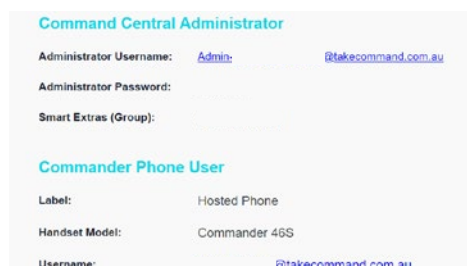 Command Central Administrator
Administrator Username: Admin- @takecommand.com.au
Administrator Password:
Smart Extras (Group):
Commander Phone User
Label: Hosted Phone
Handset Model: Commander 46S
Username: @takecommand.com.au